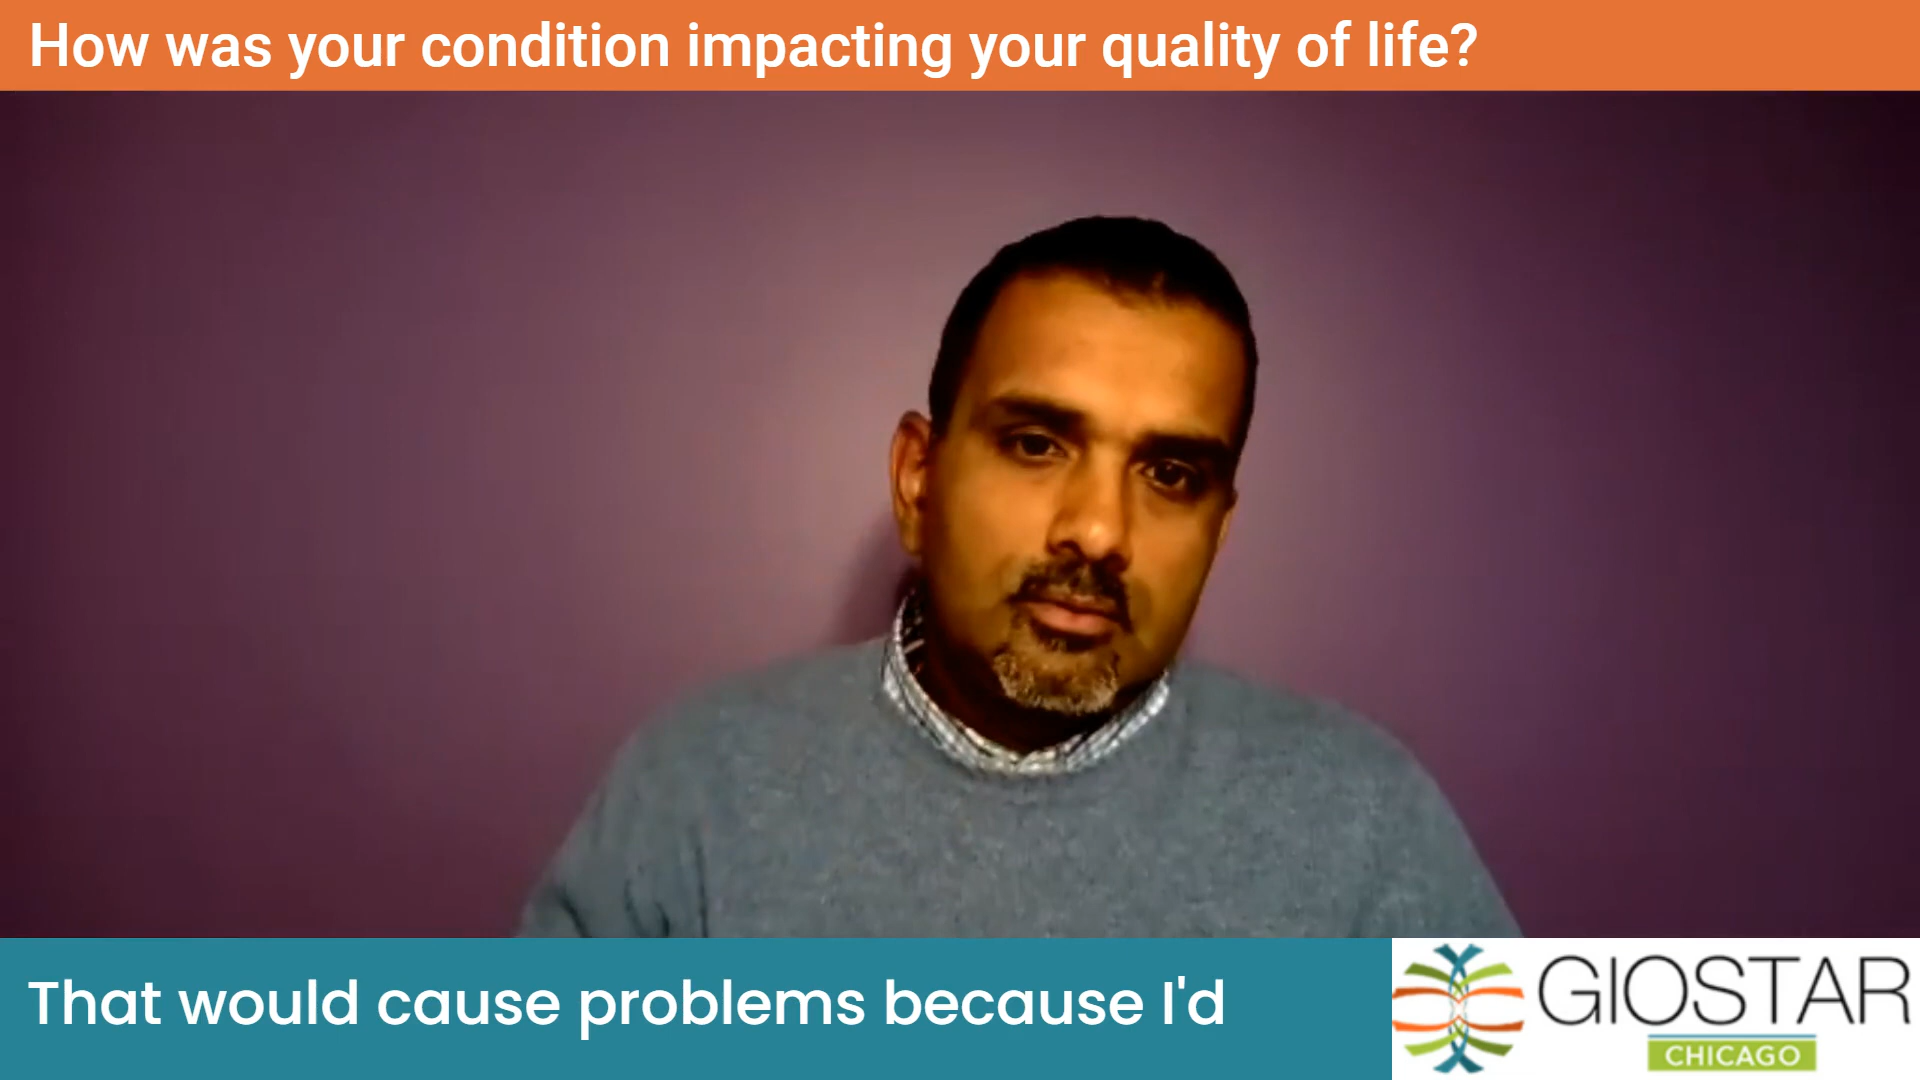 How was your condition impacting your quality of life?
That would cause problems because I'd
GIOSTAR
CHICAGO